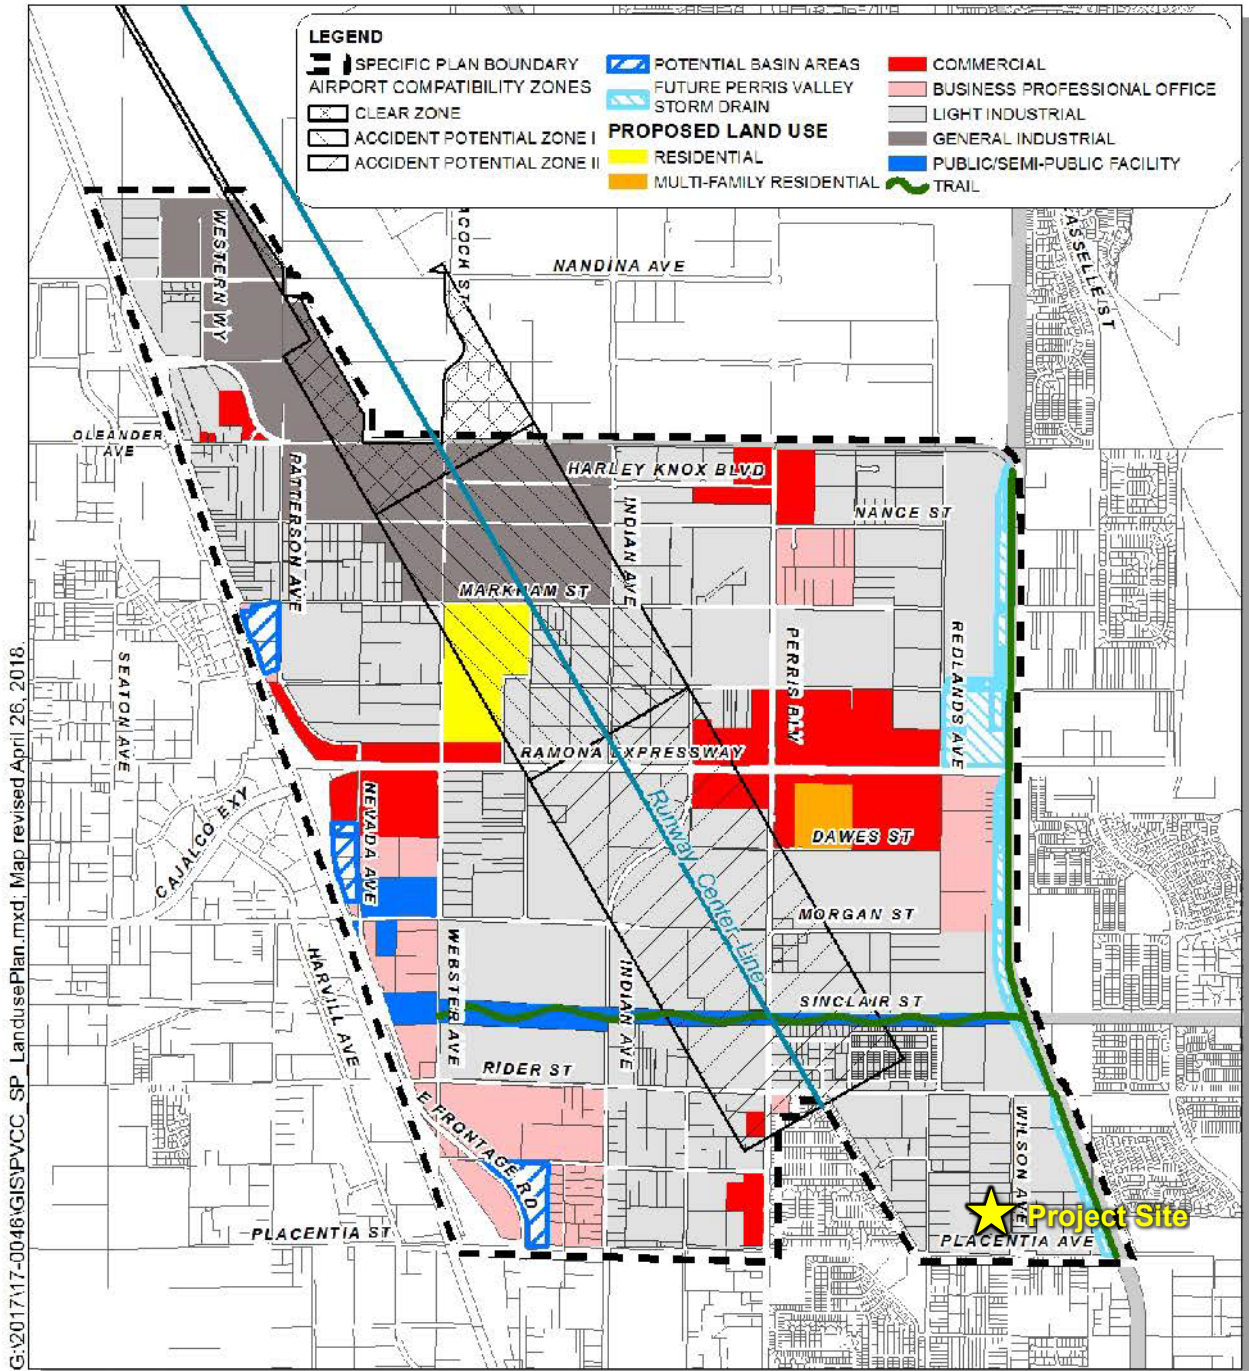 LEGEND
SPECIFIC PLAN BOUNDARY
AIRPORT COMPATIBILITY ZONES
CLEAR ZONE
ACCIDENT POTENTIAL ZONE I
ACCIDENT POTENTIAL ZONE II
POTENTIAL BASIN AREAS
FUTURE PERRIS VALLEY
STORM DRAIN
PROPOSED LAND USE
RESIDENTIAL
MULTI-FAMILY RESIDENTIAL
COMMERCIAL
BUSINESS PROFESSIONAL OFFICE
LIGHT INDUSTRIAL
GENERAL INDUSTRIAL
PUBLIC/SEMI-PUBLIC FACILITY
TRAIL
WESTERN WY
ACOCH ST
NANDINA AVE
ASSELLE ST
OLEANDER
AVE
PATTERSON AVE
HARLEY KNOX BLVD
INDIAN AVE
NANCE ST
MARKHAM ST
SEATON AVE
PERRIS BLV
REDLANDS AVE
RAMONA EXPRESSWAY
CAJALCO EXY
NEVADA AVE
Runway Center Line
DAWES ST
MORGAN ST
HARVILL AVE
WEBSTER AVE
INDIAN AVE
SINCLAIR ST
RIDER ST
E FRONTAGE RD
WILSON AVE
PLACENTIA ST
Project Site
PLACENTIA AVE
G:\2017\17-0046\GIS\PVCC_SP_LandusePlan.mxd; Map revised April 26, 2018.